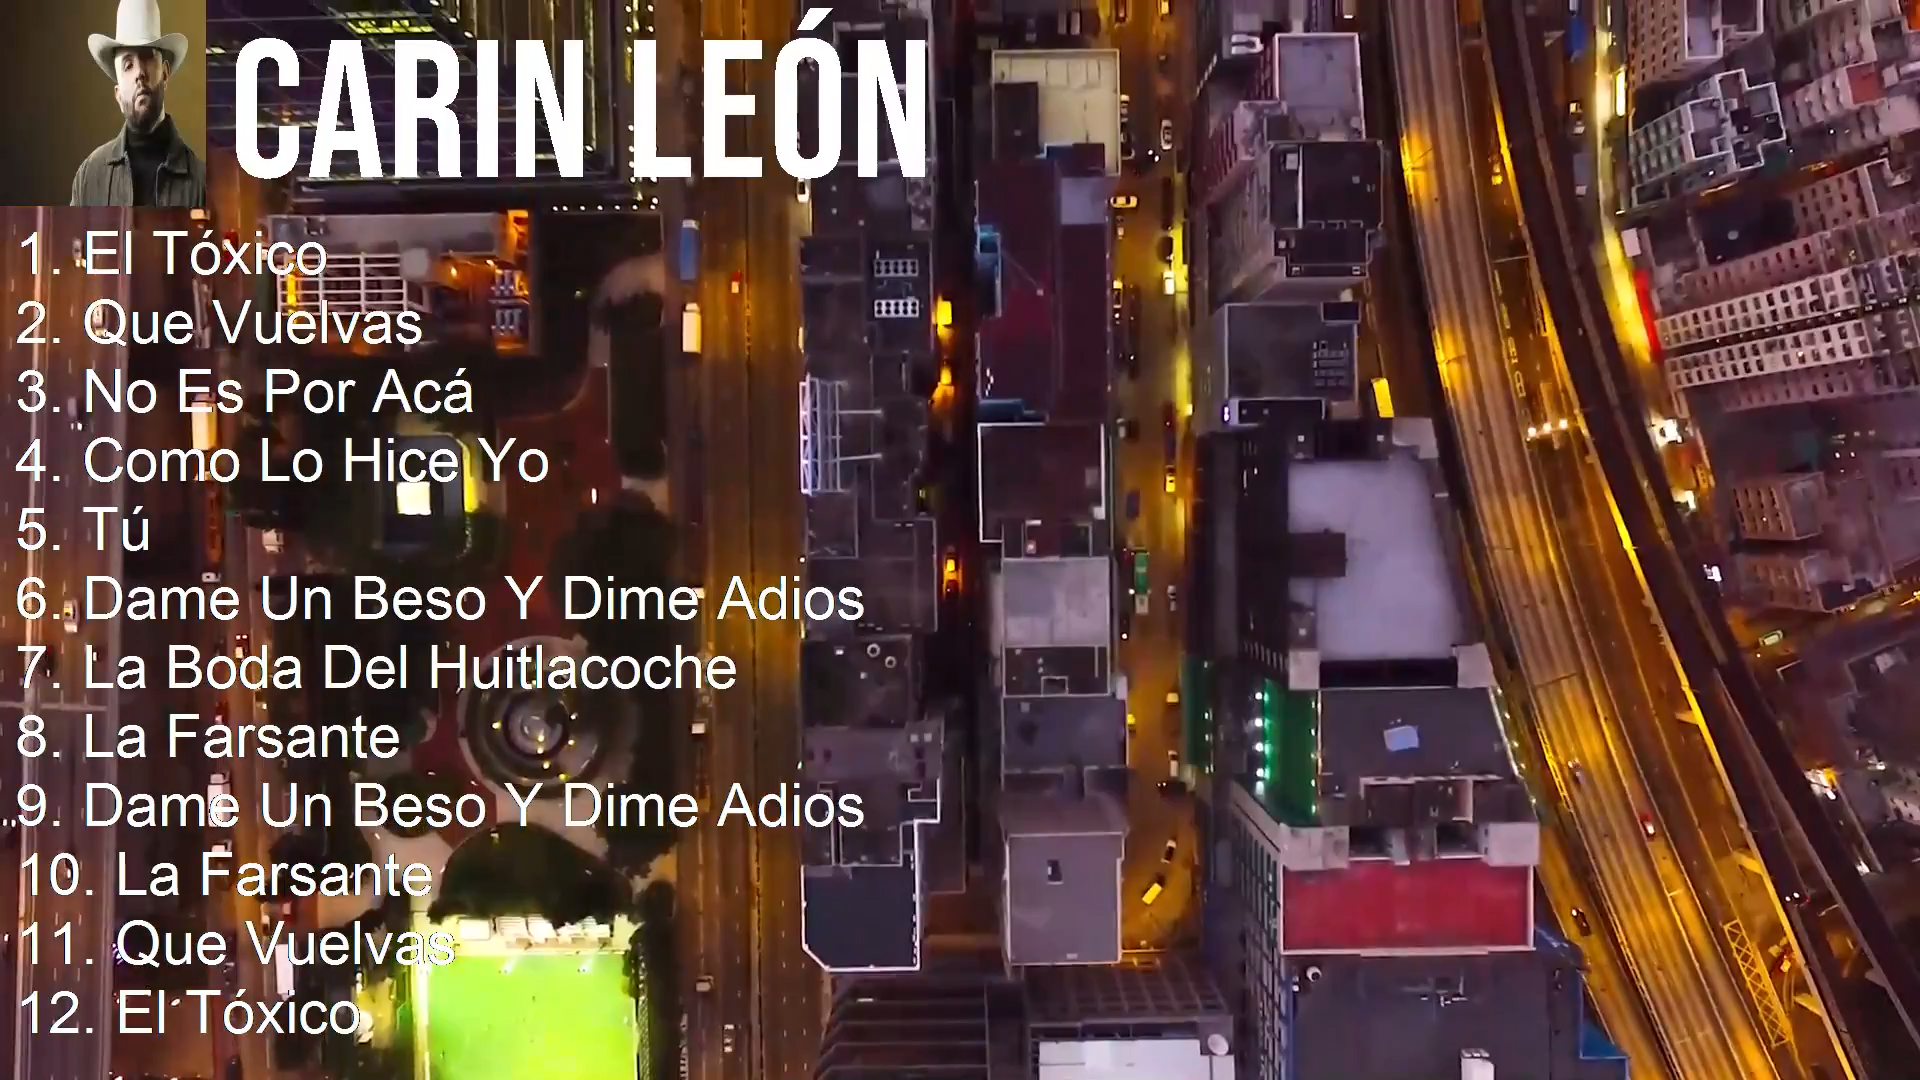 CARIN LEÓN
1. El Tóxico
2. Que Vuelvas
3. No Es Por Acá
4. Como Lo Hice Yo
5. Tú
6. Dame Un Beso Y Dime Adios
7. La Boda Del Huitlacoche
8. La Farsante
9. Dame Un Beso Y Dime Adios
10. La Farsante
11. Que Vuelvas
12. El Tóxico